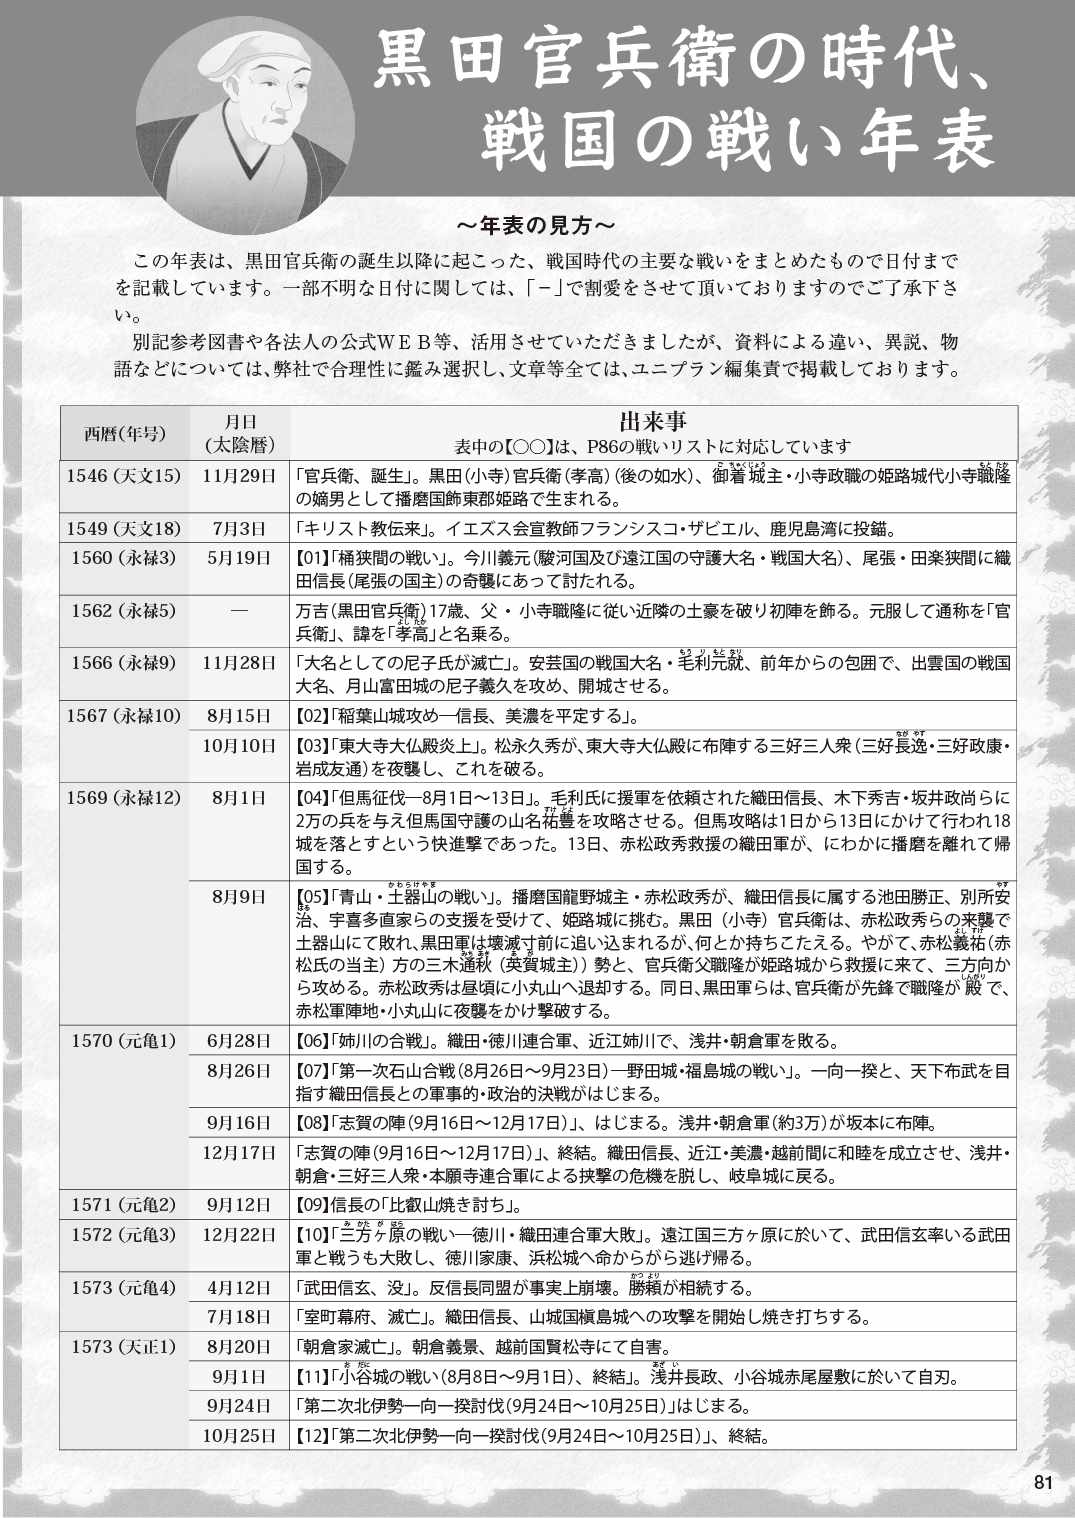 黒田官兵衛の時代、
戦国の戦い年表
～年表の見方～
この年表は、黒田官兵衛の誕生以降に起こった、戦国時代の主要な戦いをまとめたもので日付まで
を記載しています。一部不明な日付に関しては、「－」で割愛をさせて頂いておりますのでご了承下さ
い。
別記参考図書や各法人の公式ＷＥＢ等、活用させていただきましたが、資料による違い、異説、物
語などについては、弊社で合理性に鑑み選択し、文章等全ては、ユニプラン編集責で掲載しております。
西暦（年号） 月日 出来事
（太陰暦） 表中の【〇〇】は、P86の戦いリストに対応しています
1546（天文15） 11月29日 「官兵衛、誕生」。黒田（小寺）官兵衛（孝高）（後の如水）、御着城主・小寺政職の姫路城代小寺職隆
の嫡男として播磨国飾東郡姫路で生まれる。
1549（天文18） 7月3日 「キリスト教伝来」。イエズス会宣教師フランシスコ・ザビエル、鹿児島湾に投錨。
1560（永禄3） 5月19日 【01】「桶狭間の戦い」。今川義元（駿河国及び遠江国の守護大名・戦国大名）、尾張・田楽狭間に織
田信長（尾張の国主）の奇襲にあって討たれる。
1562（永禄5） ― 万吉（黒田官兵衛）17歳、父・小寺職隆に従い近隣の土豪を破り初陣を飾る。元服して通称を「官
兵衛」、諱を「孝高」と名乗る。
1566（永禄9） 11月28日 「大名としての尼子氏が滅亡」。安芸国の戦国大名・毛利元就、前年からの包囲で、出雲国の戦国
大名、月山富田城の尼子義久を攻め、開城させる。
1567（永禄10） 8月15日 【02】「稲葉山城攻め―信長、美濃を平定する」。
10月10日 【03】「東大寺大仏殿炎上」。松永久秀が、東大寺大仏殿に布陣する三好三人衆（三好長逸・三好政康・
岩成友通）を夜襲し、これを破る。
1569（永禄12） 8月1日 【04】「但馬征伐―8月1日～13日」。毛利氏に援軍を依頼された織田信長、木下秀吉・坂井政尚らに
2万の兵を与え但馬国守護の山名祐豊を攻略させる。但馬攻略は1日から13日にかけて行われ18
城を落とすという快進撃であった。13日、赤松政秀救援の織田軍が、にわかに播磨を離れて帰
国する。
8月9日 【05】「青山・土器山の戦い」。播磨国龍野城主・赤松政秀が、織田信長に属する池田勝正、別所安
治、宇喜多直家らの支援を受けて、姫路城に挑む。黒田（小寺）官兵衛は、赤松政秀らの来襲で
土器山にて敗れ、黒田軍は壊滅寸前に追い込まれるが、何とか持ちこたえる。やがて、赤松義祐（赤
松氏の当主）方の三木通秋（英賀城主））勢と、官兵衛父職隆が姫路城から救援に来て、三方向か
ら攻める。赤松政秀は昼頃に小丸山へ退却する。同日、黒田軍らは、官兵衛が先鋒で職隆が殿で、
赤松軍陣地・小丸山に夜襲をかけ撃破する。
1570（元亀1） 6月28日 【06】「姉川の合戦」。織田・徳川連合軍、近江姉川で、浅井・朝倉軍を敗る。
8月26日 【07】「第一次石山合戦（8月26日～9月23日）―野田城・福島城の戦い」。一向一揆と、天下布武を目
指す織田信長との軍事的・政治的決戦がはじまる。
9月16日 【08】「志賀の陣（9月16日～12月17日）」、はじまる。浅井・朝倉軍（約3万）が坂本に布陣。
12月17日 「志賀の陣（9月16日～12月17日）」、終結。織田信長、近江・美濃・越前間に和睦を成立させ、浅井・
朝倉・三好三人衆・本願寺連合軍による挟撃の危機を脱し、岐阜城に戻る。
1571（元亀2） 9月12日 【09】信長の「比叡山焼き討ち」。
1572（元亀3） 12月22日 【10】「三方ヶ原の戦い―徳川・織田連合軍大敗」。遠江国三方ヶ原に於いて、武田信玄率いる武田
軍と戦うも大敗し、徳川家康、浜松城へ命からがら逃げ帰る。
1573（元亀4） 4月12日 「武田信玄、没」。反信長同盟が事実上崩壊。勝頼が相続する。
7月18日 「室町幕府、滅亡」。織田信長、山城国槇島城への攻撃を開始し焼き打ちする。
1573（天正1） 8月20日 「朝倉家滅亡」。朝倉義景、越前国賢松寺にて自害。
9月1日 【11】「小谷城の戦い（8月8日～9月1日）、終結」。浅井長政、小谷城赤尾屋敷に於いて自刃。
9月24日 「第二次北伊勢一向一揆討伐（9月24日～10月25日）」はじまる。
10月25日 【12】「第二次北伊勢一向一揆討伐（9月24日～10月25日）」、終結。
81